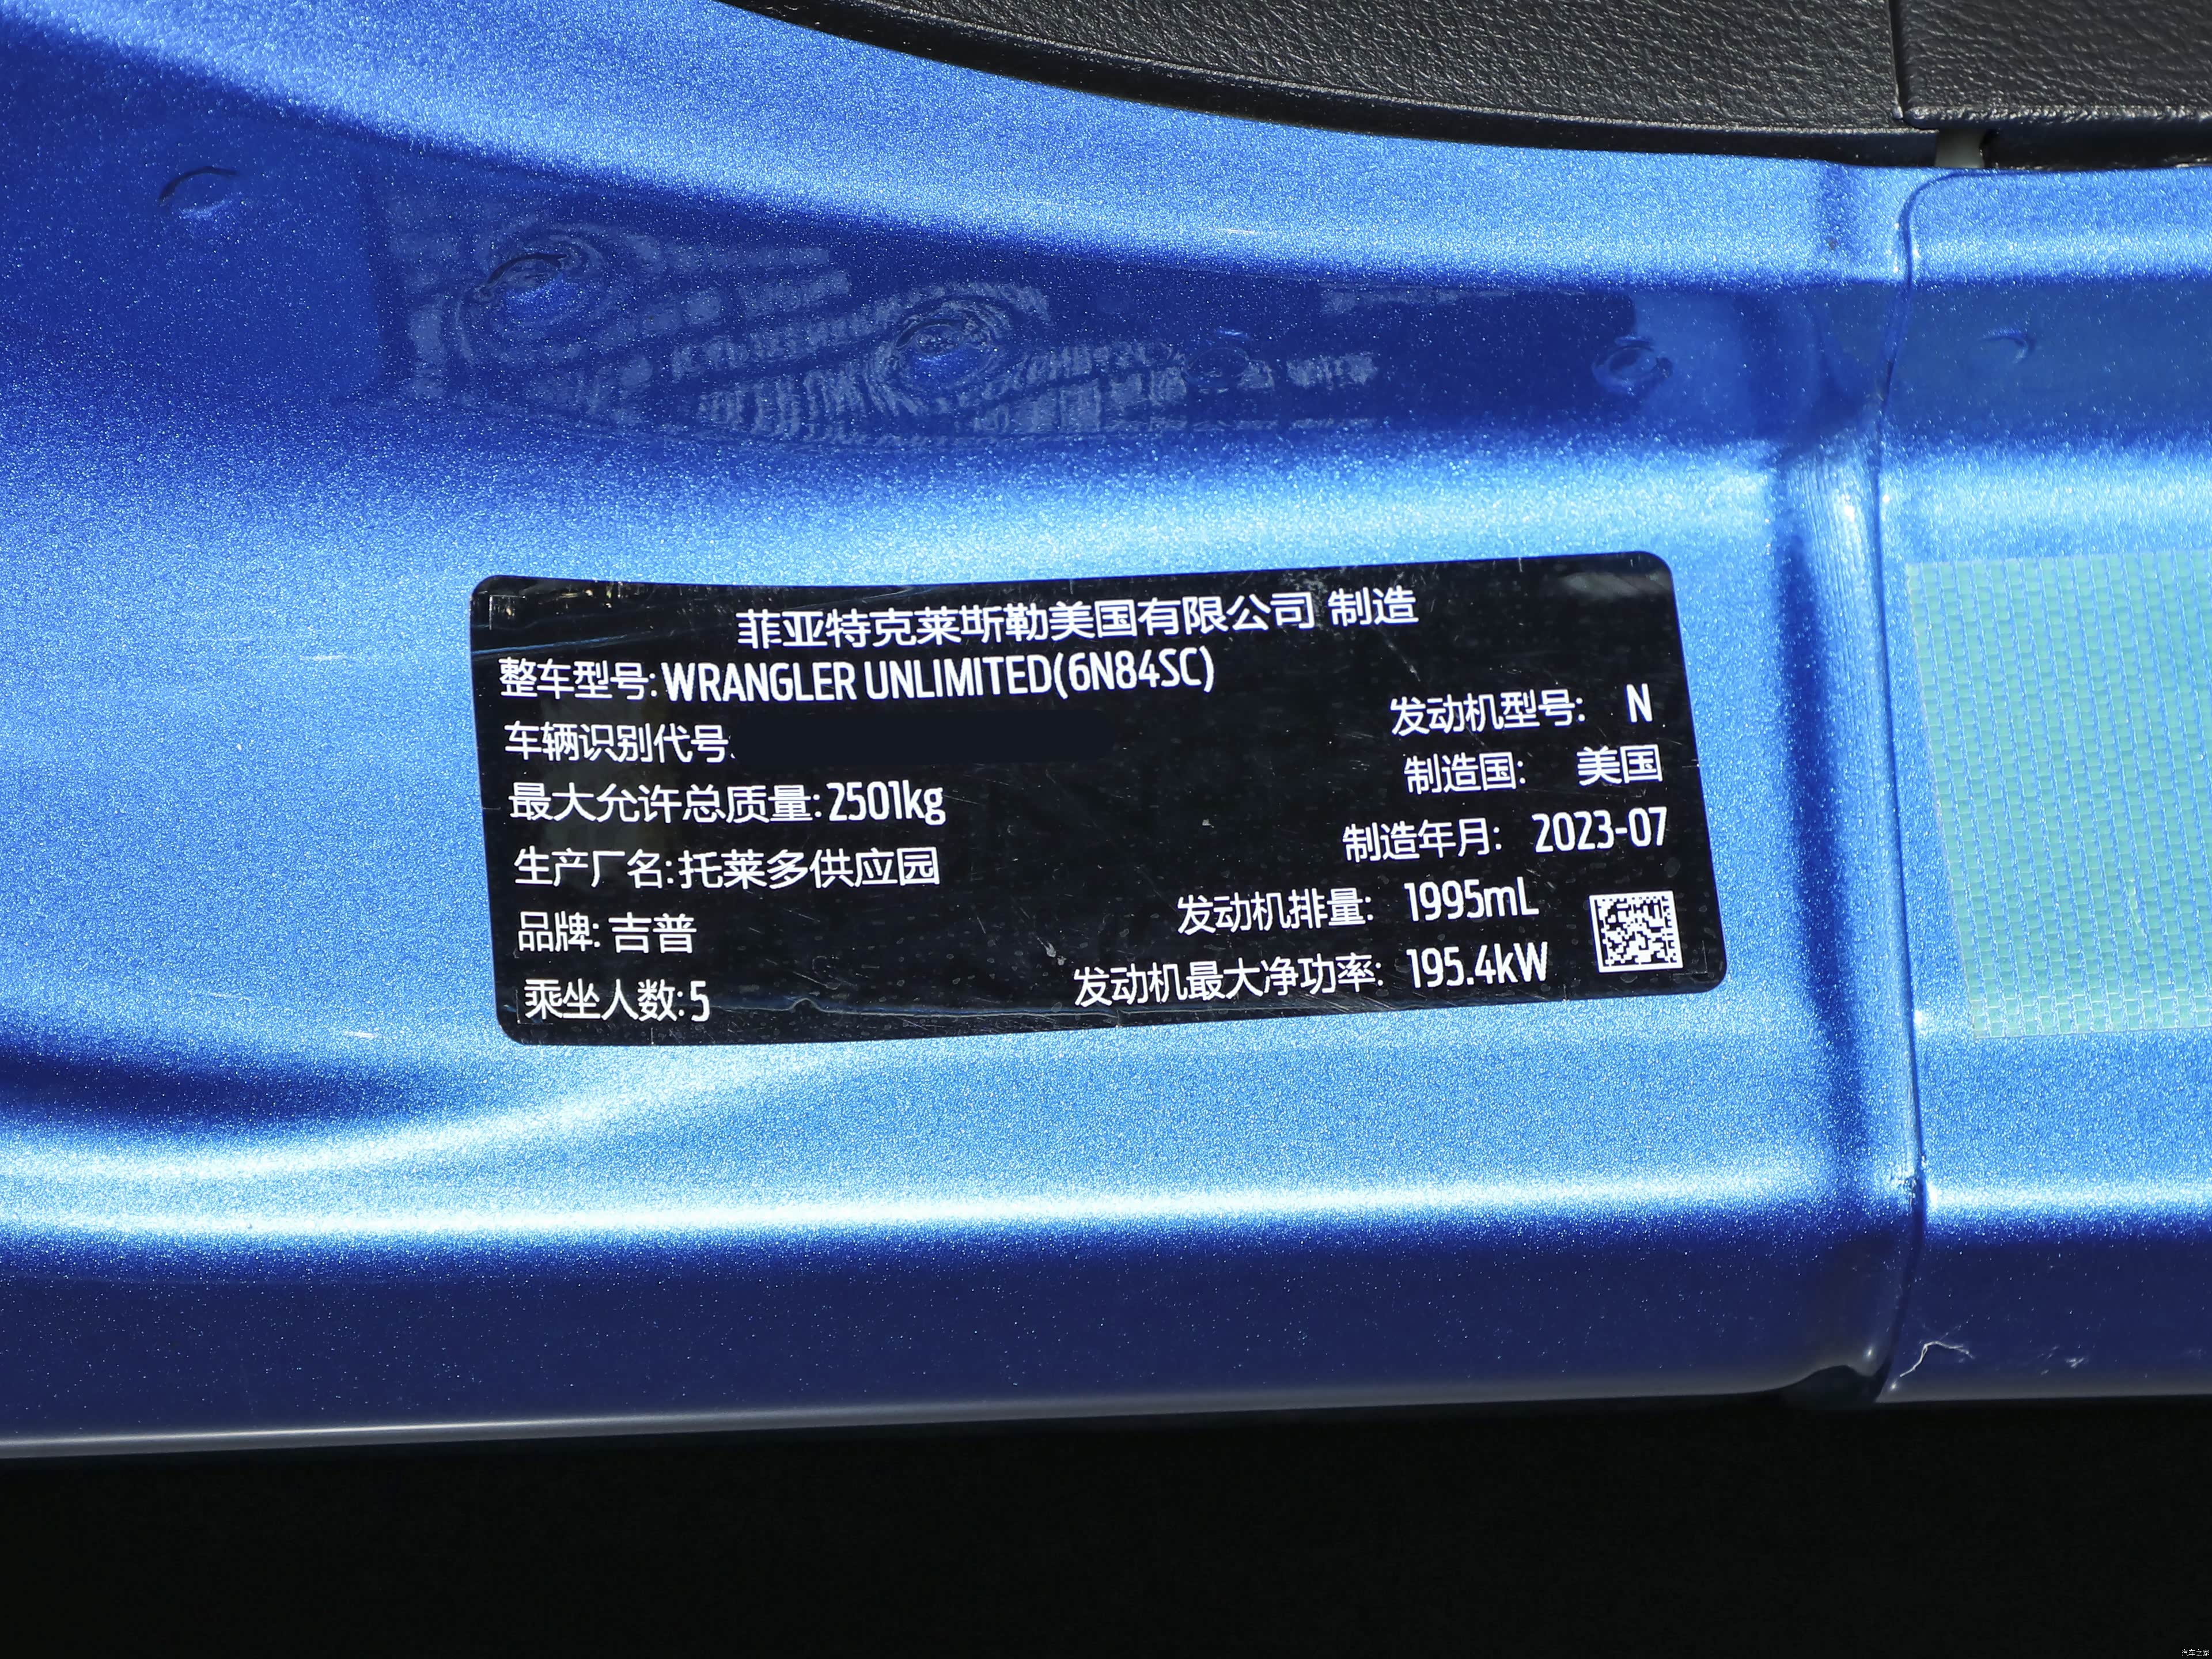 菲亚特克莱斯勒美国有限公司 制造
整车型号:WRANGLER UNLIMITED(6N84SC)
发动机型号: N
车辆识别代号
制造国: 美国
最大允许总质量:2501kg
制造年月: 2023-07
生产厂名:托莱多供应园
发动机排量: 1995mL
品牌: 吉普
发动机最大净功率: 195.4kW
乘坐人数:5
汽车之家